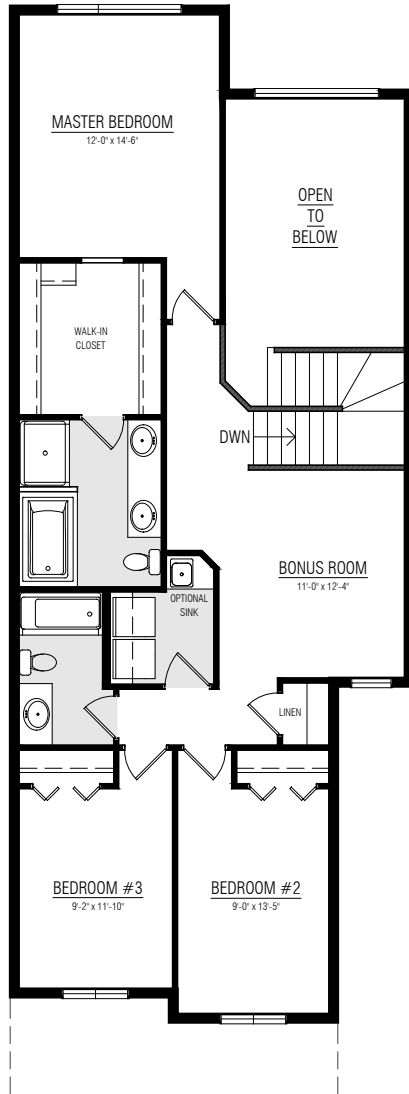 MASTER BEDROOM
12'-0" x 14'-6"
OPEN
TO
BELOW
WALK-IN
CLOSET
DWN
BONUS ROOM
11'-0" x 12'-4"
OPTIONAL
SINK
LINEN
BEDROOM #3
9'-2" x 11'-10"
BEDROOM #2
9'-0" x 13'-5"